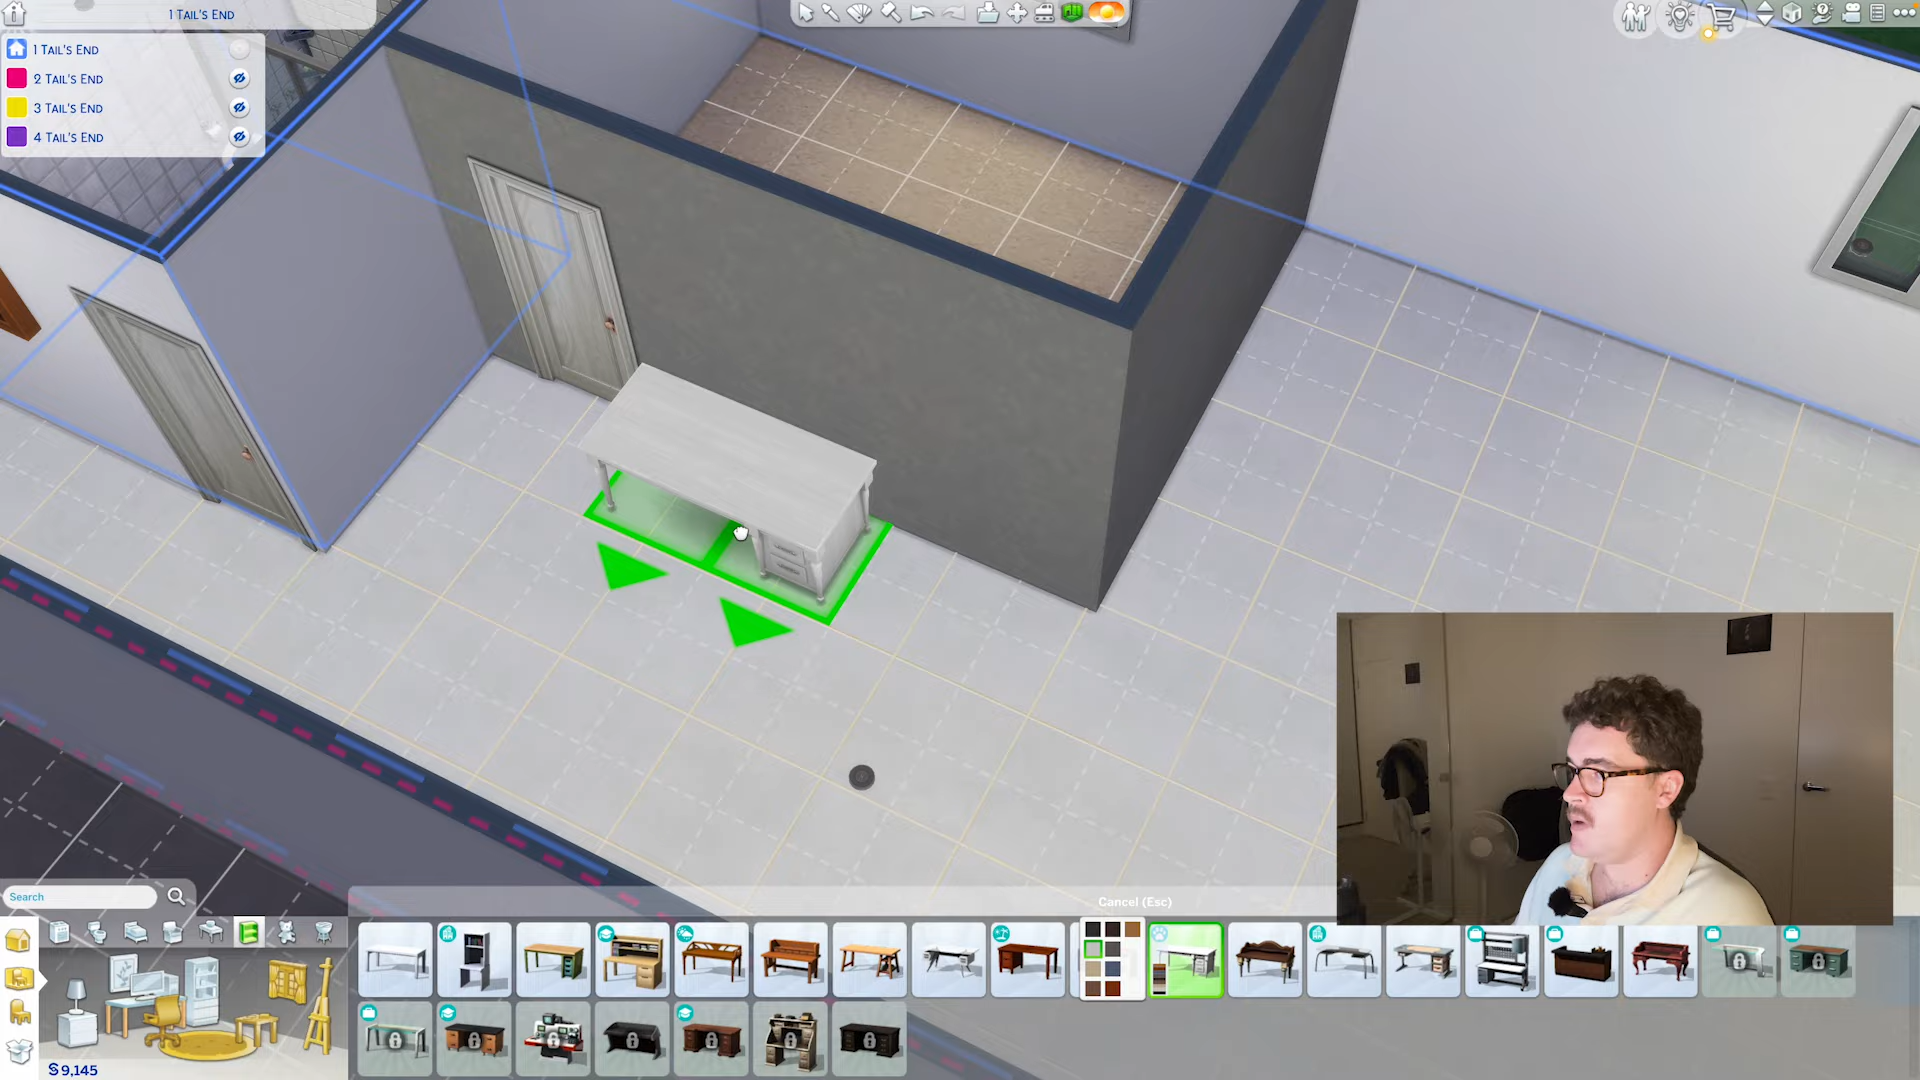 1 Tail's End
1 Tail's End
2 Tail's End
3 Tail's End
4 Tail's End
Search
Cancel (Esc)
§9,145